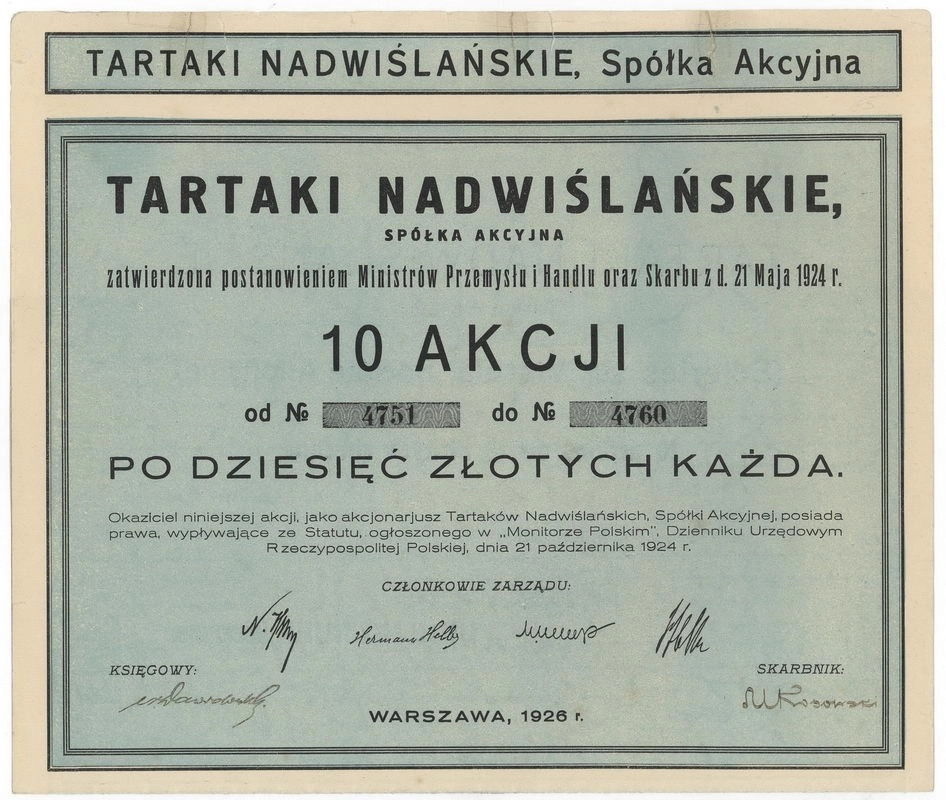 TARTAKI NADWIŚLAŃSKIE, Spółka Akcyjna
TARTAKI NADWIŚLAŃSKIE,
SPÓŁKA AKCYJNA
zatwierdzona postanowieniem Ministrów Przemysłu i Handlu oraz Skarbu z d. 21 Maja 1924 r.
10 AKCJI
od № 4751 do № 4760
PO DZIESIĘĆ ZŁOTYCH KAŻDA.
Okaziciel niniejszej akcji, jako akcjonarjusz Tartaków Nadwiślańskich, Spółki Akcyjnej, posiada
prawa, wypływające ze Statutu, ogłoszonego w „Monitorze Polskim”, Dzienniku Urzędowym
Rzeczypospolitej Polskiej, dnia 21 października 1924 r.
CZŁONKOWIE ZARZĄDU:
Hermann
KSIĘGOWY: SKARBNIK:
WARSZAWA, 1926 r.